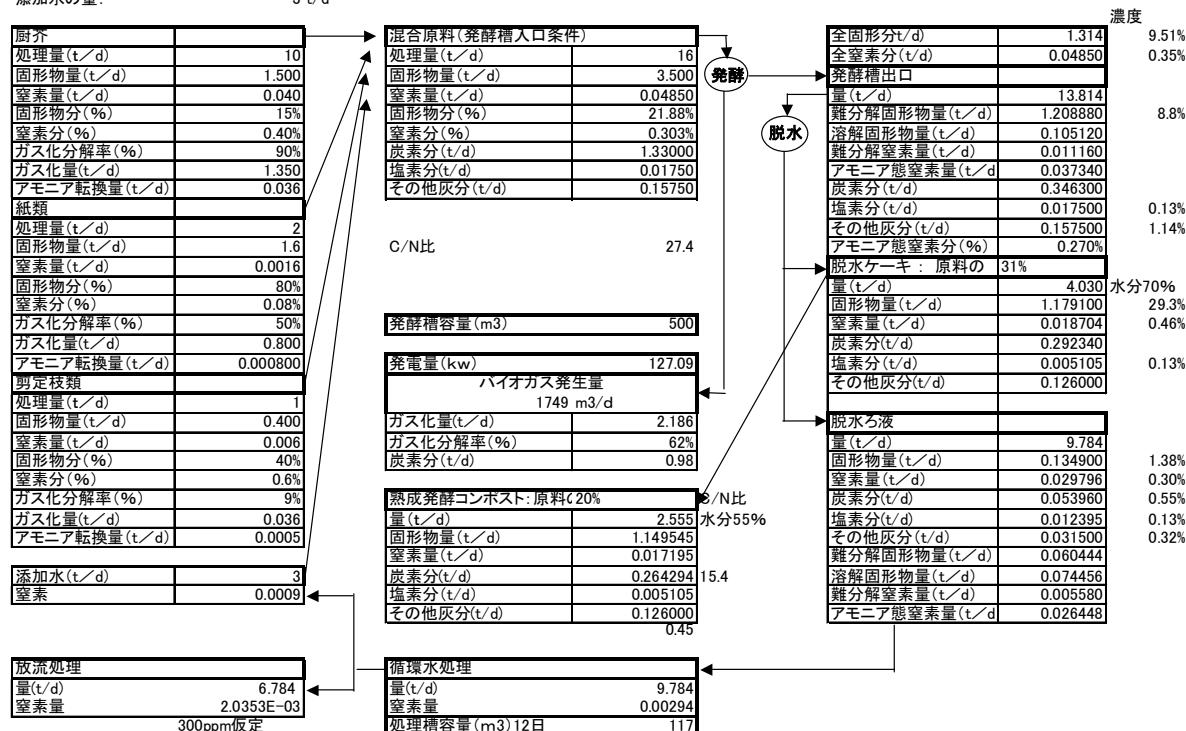 添加水の量： 3 t/d
厨芥
処理量(t／d) 10
固形物量(t／d) 1.500
窒素量(t／d) 0.040
固形物分(%) 15%
窒素分(%) 0.40%
ガス化分解率(%) 90%
ガス化量(t／d) 1.350
アモニア転換量(t／d) 0.036
紙類
処理量(t／d) 2
固形物量(t／d) 1.6
窒素量(t／d) 0.0016
固形物分(%) 80%
窒素分(%) 0.08%
ガス化分解率(%) 50%
ガス化量(t／d) 0.800
アモニア転換量(t／d) 0.000800
剪定枝類
処理量(t／d) 1
固形物量(t／d) 0.400
窒素量(t／d) 0.006
固形物分(%) 40%
窒素分(%) 0.6%
ガス化分解率(%) 9%
ガス化量(t／d) 0.036
アモニア転換量(t／d) 0.0005
添加水(t／d) 3
窒素 0.0009
放流処理
量(t/d) 6.784
窒素量 2.0353E-03
300ppm仮定
混合原料(発酵槽入口条件)
処理量(t／d) 16
固形物量(t／d) 3.500
窒素量(t／d) 0.04850
固形物分(%) 21.88%
窒素分(%) 0.303%
炭素分(t/d) 1.33000
塩素分(t/d) 0.01750
その他灰分(t/d) 0.15750
C/N比 27.4
発酵槽容量(m3) 500
発電量(kw) 127.09
バイオガス発生量
1749 m3/d
ガス化量(t/d) 2.186
ガス化分解率(%) 62%
炭素分(t/d) 0.98
熟成発酵コンポスト：原料の20% C/N比
量(t／d) 2.555 水分55%
固形物量(t／d) 1.149545
窒素量(t／d) 0.017195
炭素分(t/d) 0.264294 15.4
塩素分(t/d) 0.005105
その他灰分(t/d) 0.126000
0.45
循環水処理
量(t/d) 9.784
窒素量 0.00294
処理槽容量(m3)12日 117
発酵
脱水
濃度
全固形分t/d) 1.314 9.51%
全窒素分(t/d) 0.04850 0.35%
発酵槽出口
量(t／d) 13.814
難分解固形物量(t／d) 1.208880 8.8%
溶解固形物量(t／d) 0.105120
難分解窒素量(t／d) 0.011160
アモニア態窒素量(t／d 0.037340
炭素分(t/d) 0.346300
塩素分(t/d) 0.017500 0.13%
その他灰分(t/d) 0.157500 1.14%
アモニア態窒素分(%) 0.270%
脱水ケーキ： 原料の 31%
量(t／d) 4.030 水分70%
固形物量(t／d) 1.179100 29.3%
窒素量(t／d) 0.018704 0.46%
炭素分(t/d) 0.292340
塩素分(t/d) 0.005105 0.13%
その他灰分(t/d) 0.126000
脱水ろ液
量(t／d) 9.784
固形物量(t／d) 0.134900 1.38%
窒素量(t／d) 0.029796 0.30%
炭素分(t/d) 0.053960 0.55%
塩素分(t/d) 0.012395 0.13%
その他灰分(t/d) 0.031500 0.32%
難分解固形物量(t／d) 0.060444
溶解固形物量(t／d) 0.074456
難分解窒素量(t／d) 0.005580
アモニア態窒素量(t／d 0.026448